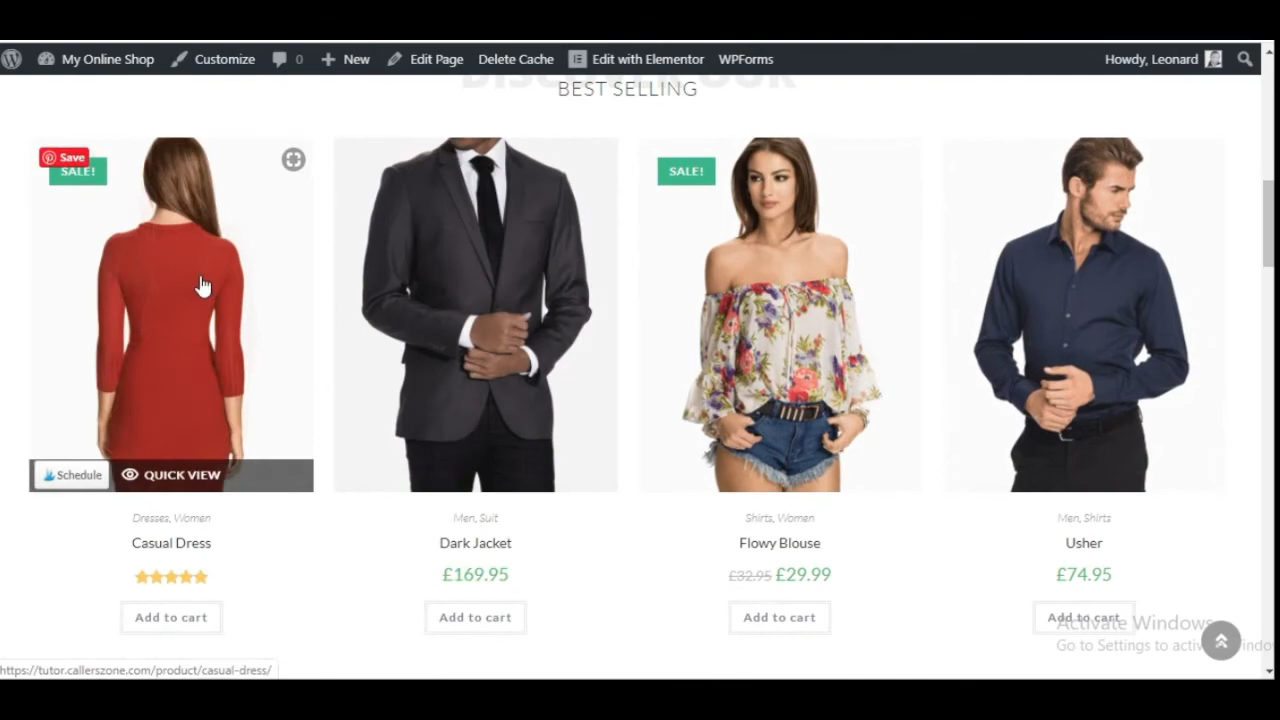 My Online Shop Customize 0 New Edit Page Delete Cache Edit with Elementor WPForms Howdy, Leonard
DISCOVER OUR
BEST SELLING
Save
SALE!
SALE!
Schedule QUICK VIEW
Dresses, Women
Casual Dress
Add to cart
Men, Suit
Dark Jacket
£169.95
Add to cart
Shirts, Women
Flowy Blouse
£32.95 £29.99
Add to cart
Men, Shirts
Usher
£74.95
Add to cart
Activate Windows
Go to Settings to activ Windo
https://tutor.callerszone.com/product/casual-dress/